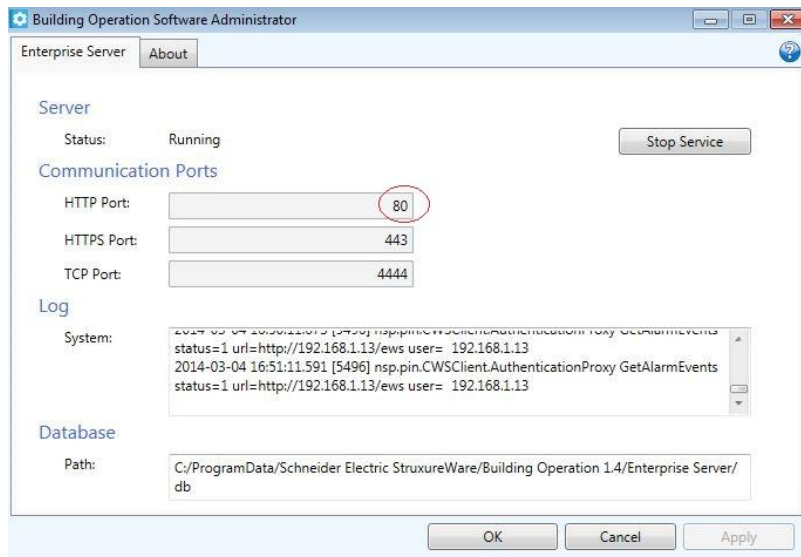 Building Operation Software Administrator
Enterprise Server About
Server
Status: Running Stop Service
Communication Ports
HTTP Port: 80
HTTPS Port: 443
TCP Port: 4444
Log
System:
status=1 url=http://192.168.1.13/ews user= 192.168.1.13
2014-03-04 16:51:11.591 [5496] nsp.pin.CWSClient.AuthenticationProxy GetAlarmEvents
status=1 url=http://192.168.1.13/ews user= 192.168.1.13
Database
Path: C:/ProgramData/Schneider Electric StruxureWare/Building Operation 1.4/Enterprise Server/
db
OK Cancel Apply